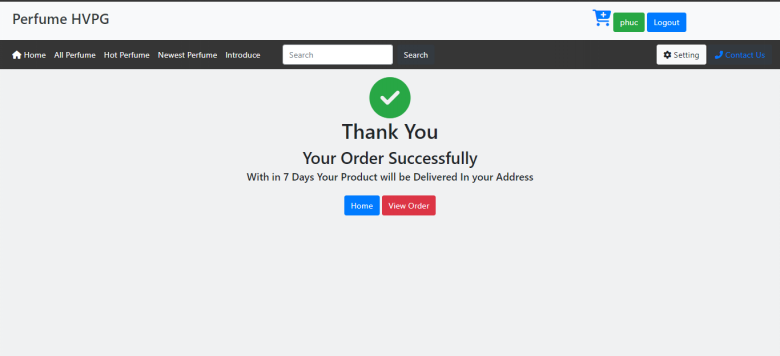 Perfume HVPG
phuc Logout
Home All Perfume Hot Perfume Newest Perfume Introduce Search Search Setting Contact Us
Thank You
Your Order Successfully
With in 7 Days Your Product will be Delivered In your Address
Home View Order